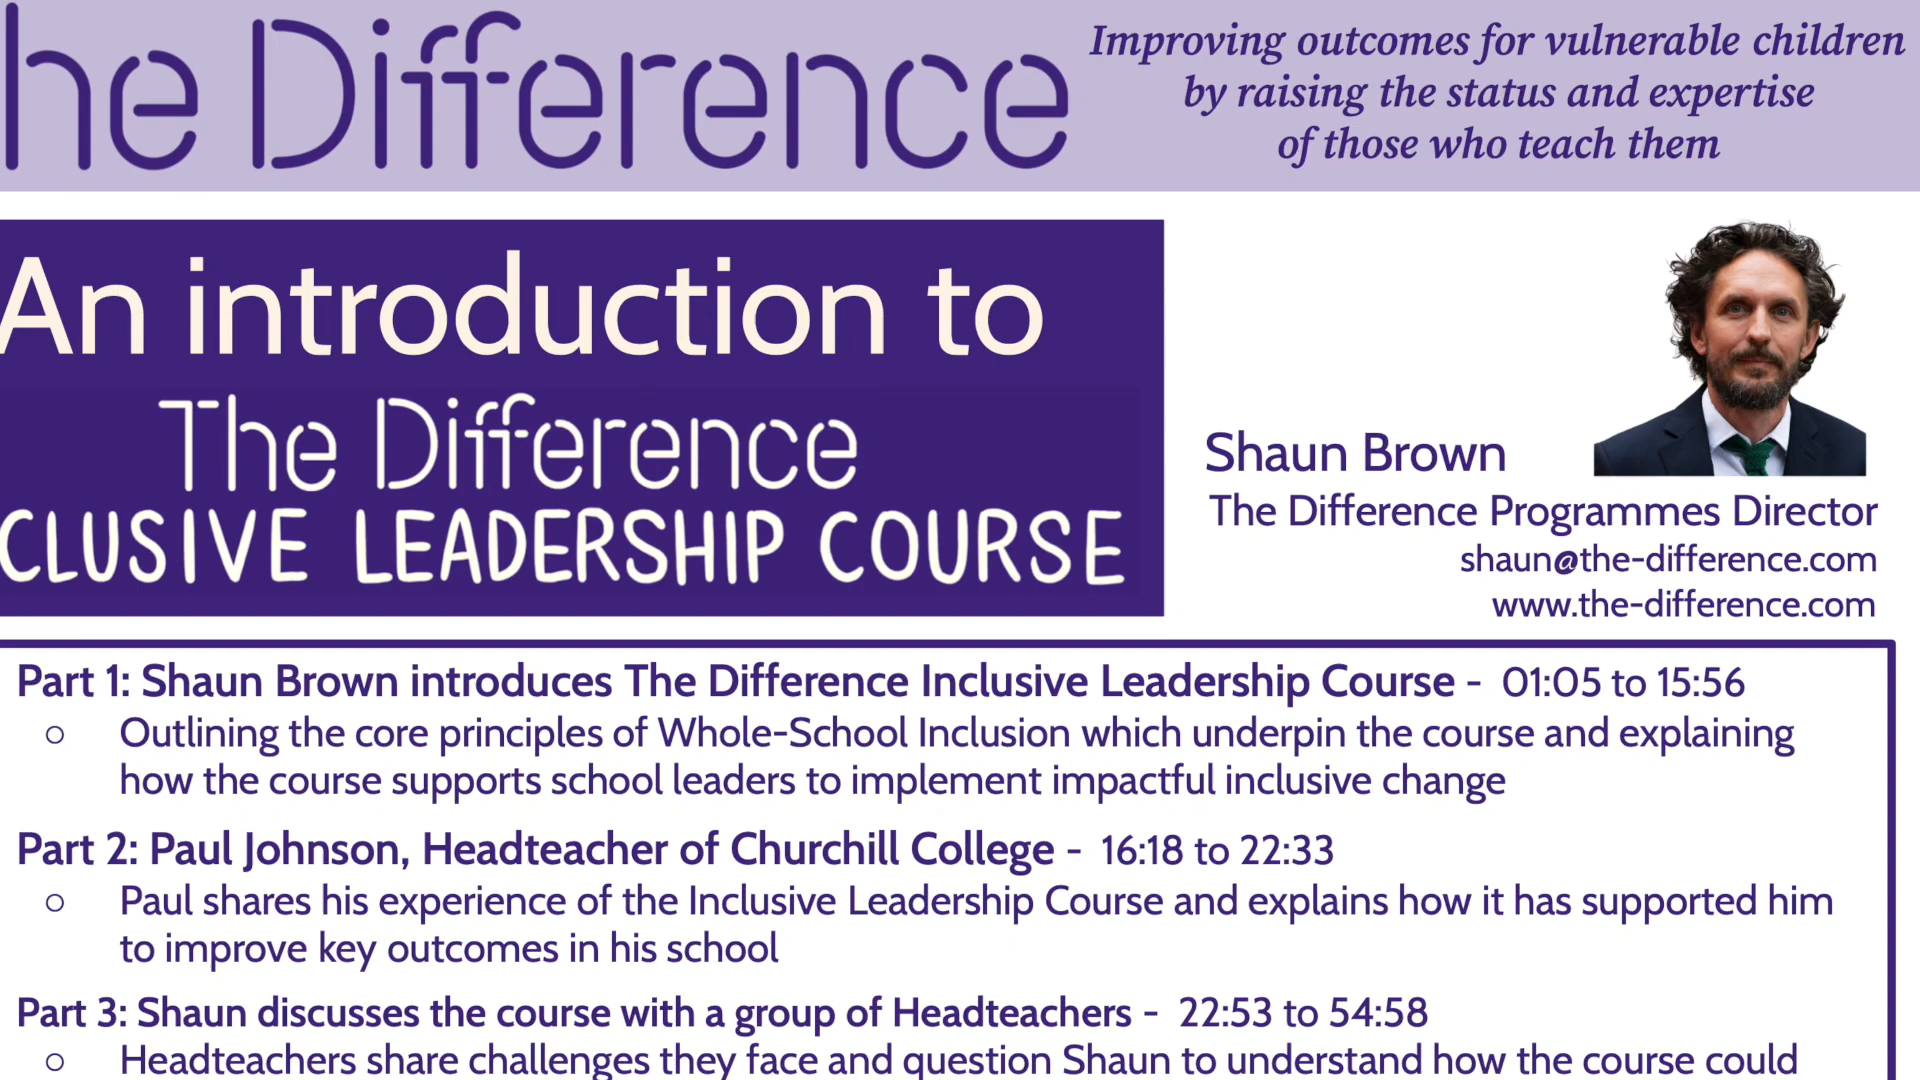 he Difference
Improving outcomes for vulnerable children
by raising the status and expertise
of those who teach them
An introduction to
The Difference
CLUSIVE LEADERSHIP COURSE
Shaun Brown
The Difference Programmes Director
shaun@the-difference.com
www.the-difference.com
Part 1: Shaun Brown introduces The Difference Inclusive Leadership Course - 01:05 to 15:56
○ Outlining the core principles of Whole-School Inclusion which underpin the course and explaining
how the course supports school leaders to implement impactful inclusive change
Part 2: Paul Johnson, Headteacher of Churchill College - 16:18 to 22:33
○ Paul shares his experience of the Inclusive Leadership Course and explains how it has supported him
to improve key outcomes in his school
Part 3: Shaun discusses the course with a group of Headteachers - 22:53 to 54:58
○ Headteachers share challenges they face and question Shaun to understand how the course could